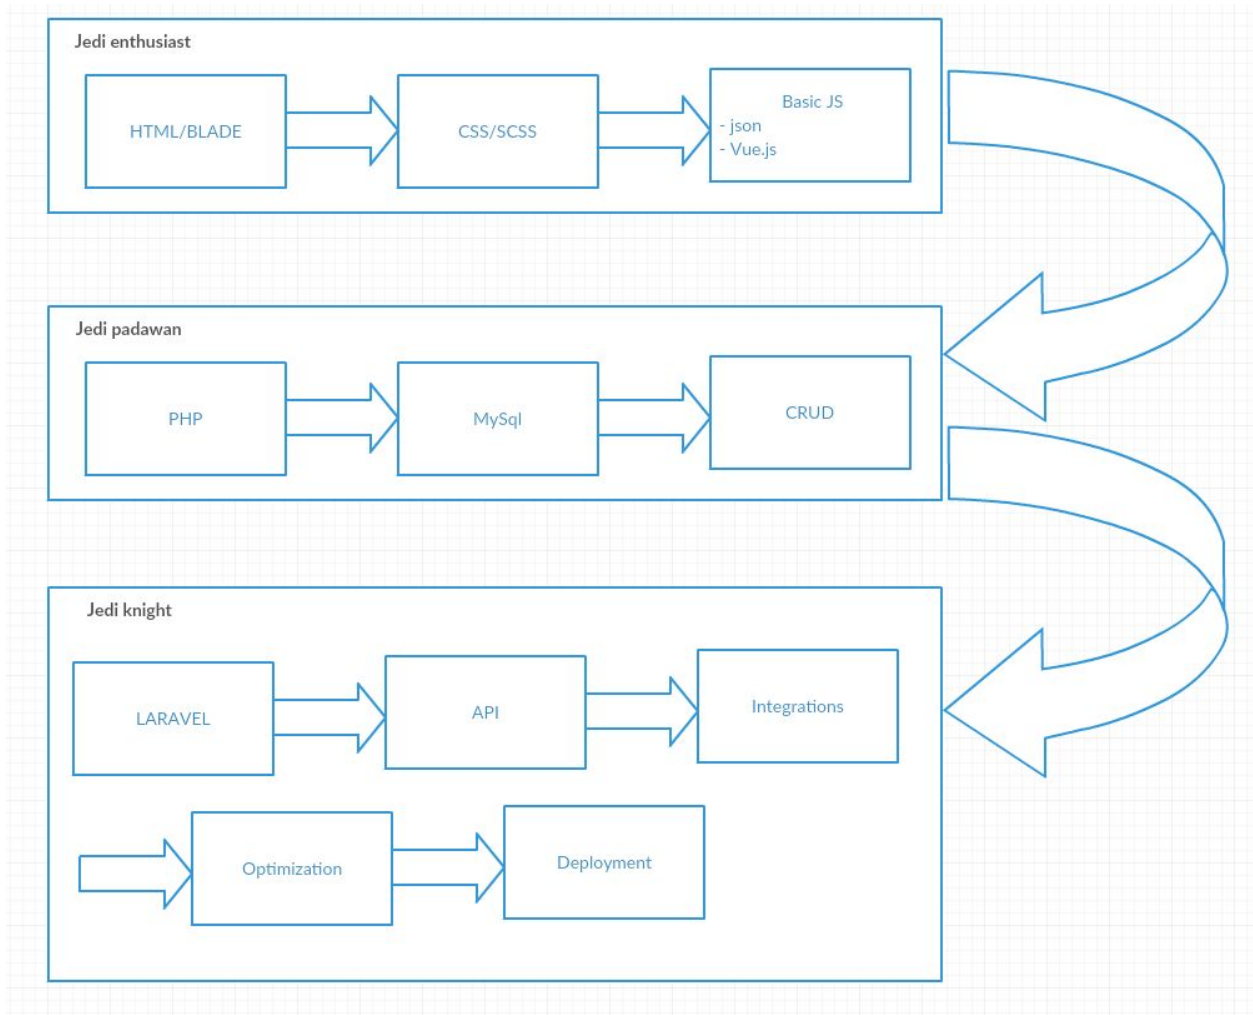 Jedi enthusiast
HTML/BLADE
CSS/SCSS
Basic JS
- json
- Vue.js
Jedi padawan
PHP
MySql
CRUD
Jedi knight
LARAVEL
API
Integrations
Optimization
Deployment